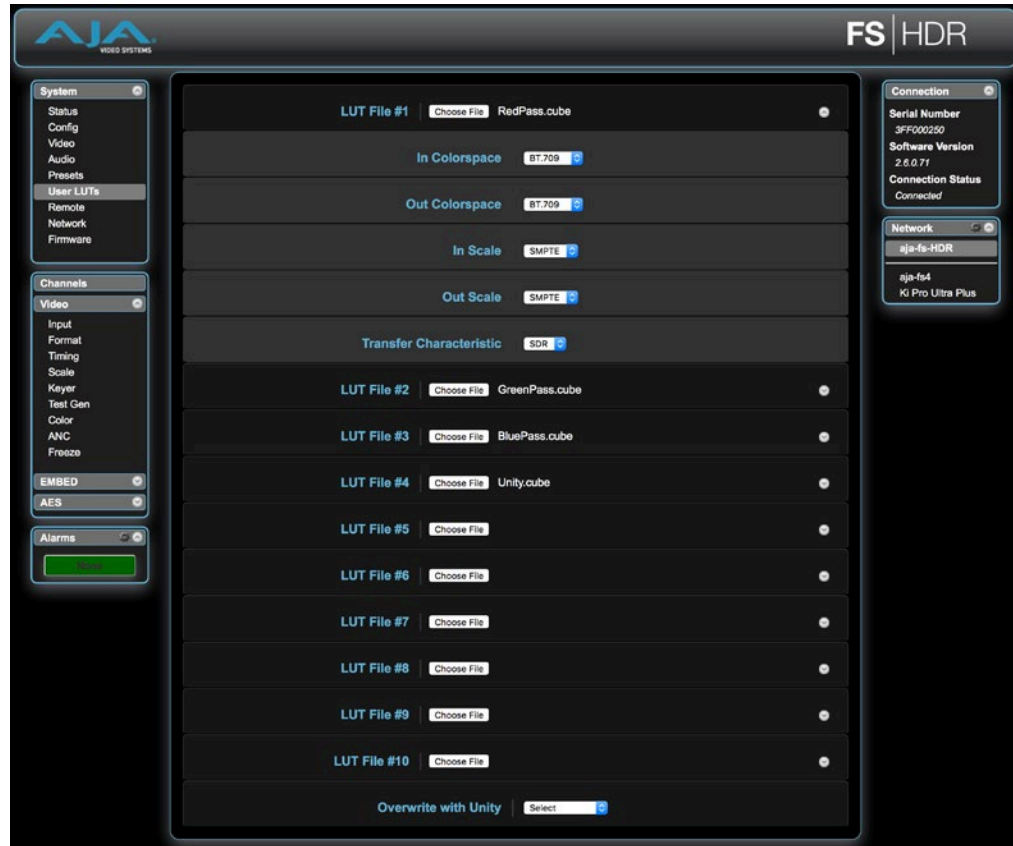 AJA
VIDEO SYSTEMS
FS HDR
System
Status
Config
Video
Audio
Presets
User LUTs
Remote
Network
Firmware
Channels
Video
Input
Format
Timing
Scale
Keyer
Test Gen
Color
ANC
Freeze
EMBED
AES
Alarms
None
LUT File #1 Choose File RedPass.cube
In Colorspace BT.709
Out Colorspace BT.709
In Scale SMPTE
Out Scale SMPTE
Transfer Characteristic SDR
LUT File #2 Choose File GreenPass.cube
LUT File #3 Choose File BluePass.cube
LUT File #4 Choose File Unity.cube
LUT File #5 Choose File
LUT File #6 Choose File
LUT File #7 Choose File
LUT File #8 Choose File
LUT File #9 Choose File
LUT File #10 Choose File
Overwrite with Unity Select
Connection
Serial Number
3FF000250
Software Version
2.6.0.71
Connection Status
Connected
Network
aja-fs-HDR
aja-fs4
Ki Pro Ultra Plus